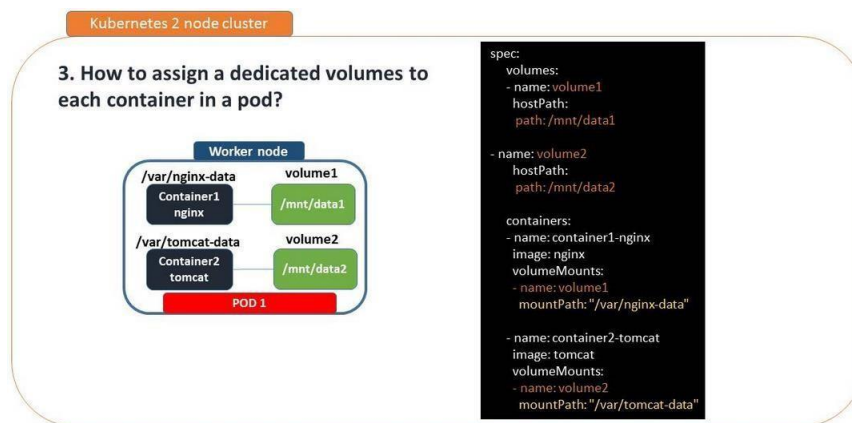 Kubernetes 2 node cluster
3. How to assign a dedicated volumes to
each container in a pod?
Worker node
/var/nginx-data
volume1
Container1
nginx
/mnt/data1
/var/tomcat-data
volume2
Container2
tomcat
/mnt/data2
POD 1
spec:
volumes:
- name: volume1
hostPath:
path: /mnt/data1
- name: volume2
hostPath:
path: /mnt/data2
containers:
- name: container1-nginx
image: nginx
volumeMounts:
- name: volume1
mountPath: "/var/nginx-data"
- name: container2-tomcat
image: tomcat
volumeMounts:
- name: volume2
mountPath: "/var/tomcat-data"